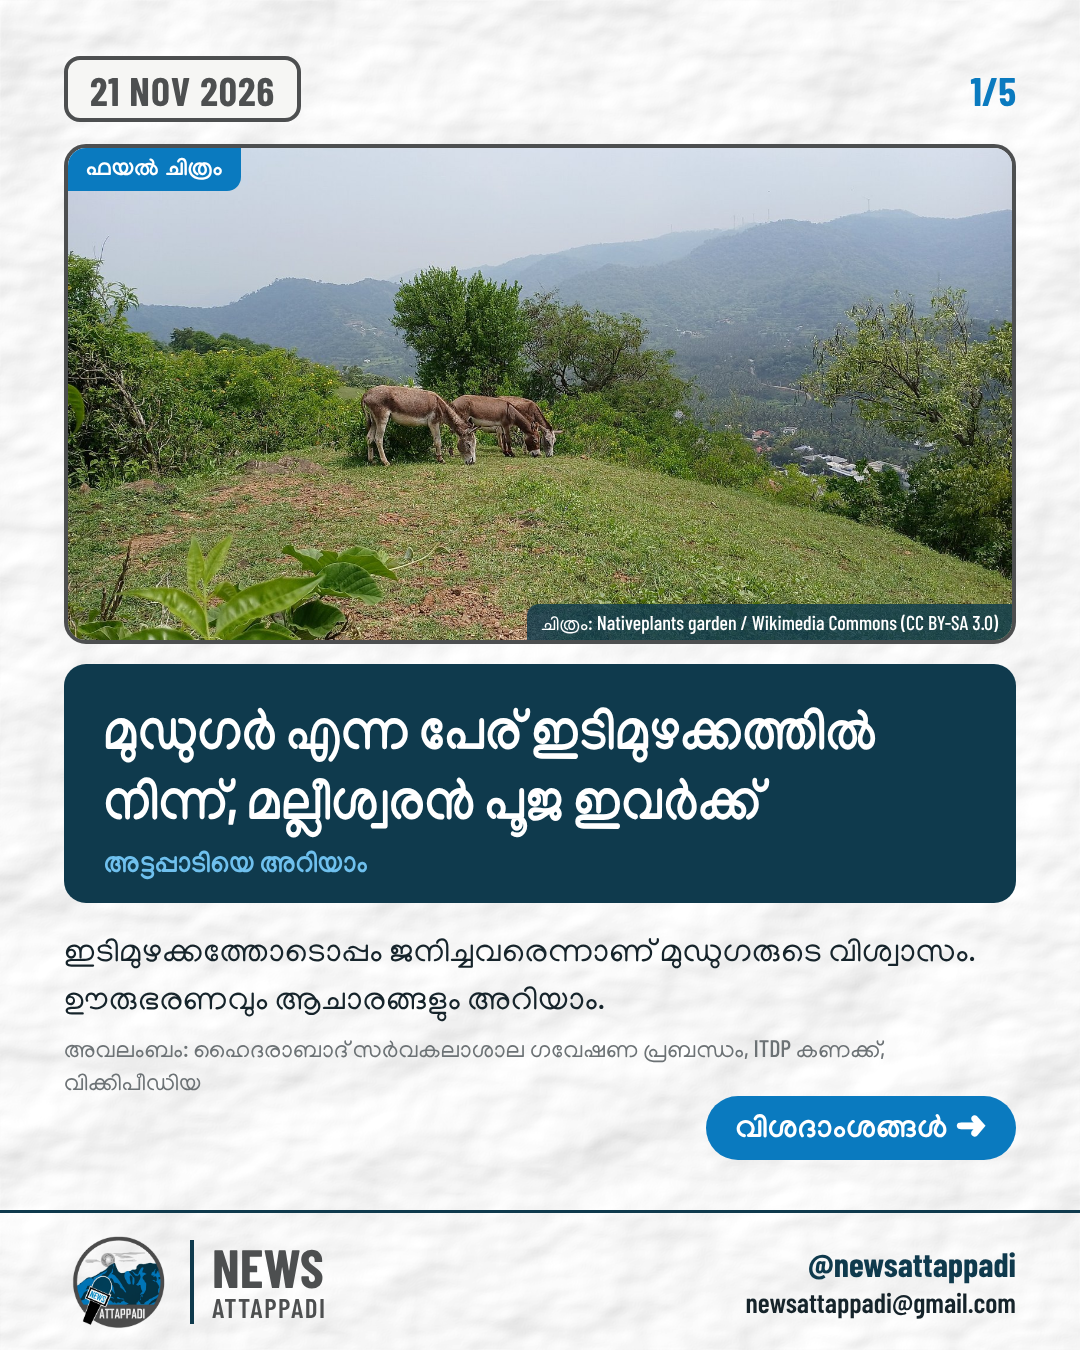 21 NOV 2026
1/5
ഫയൽ ചിത്രം
ചിത്രം: Nativeplants garden / Wikimedia Commons (CC BY-SA 3.0)
മുഡുഗർ എന്ന പേര് ഇടിമുഴക്കത്തിൽ
നിന്ന്, മല്ലീശ്വരൻ പൂജ ഇവർക്ക്
അട്ടപ്പാടിയെ അറിയാം
ഇടിമുഴക്കത്തോടൊപ്പം ജനിച്ചവരെന്നാണ് മുഡുഗരുടെ വിശ്വാസം.
ഊരുഭരണവും ആചാരങ്ങളും അറിയാം.
അവലംബം: ഹൈദരാബാദ് സർവകലാശാല ഗവേഷണ പ്രബന്ധം, ITDP കണക്ക്,
വിക്കിപീഡിയ
വിശദാംശങ്ങൾ ➜
NEWS
ATTAPPADI
NEWS
ATTAPPADI
@newsattappadi
newsattappadi@gmail.com